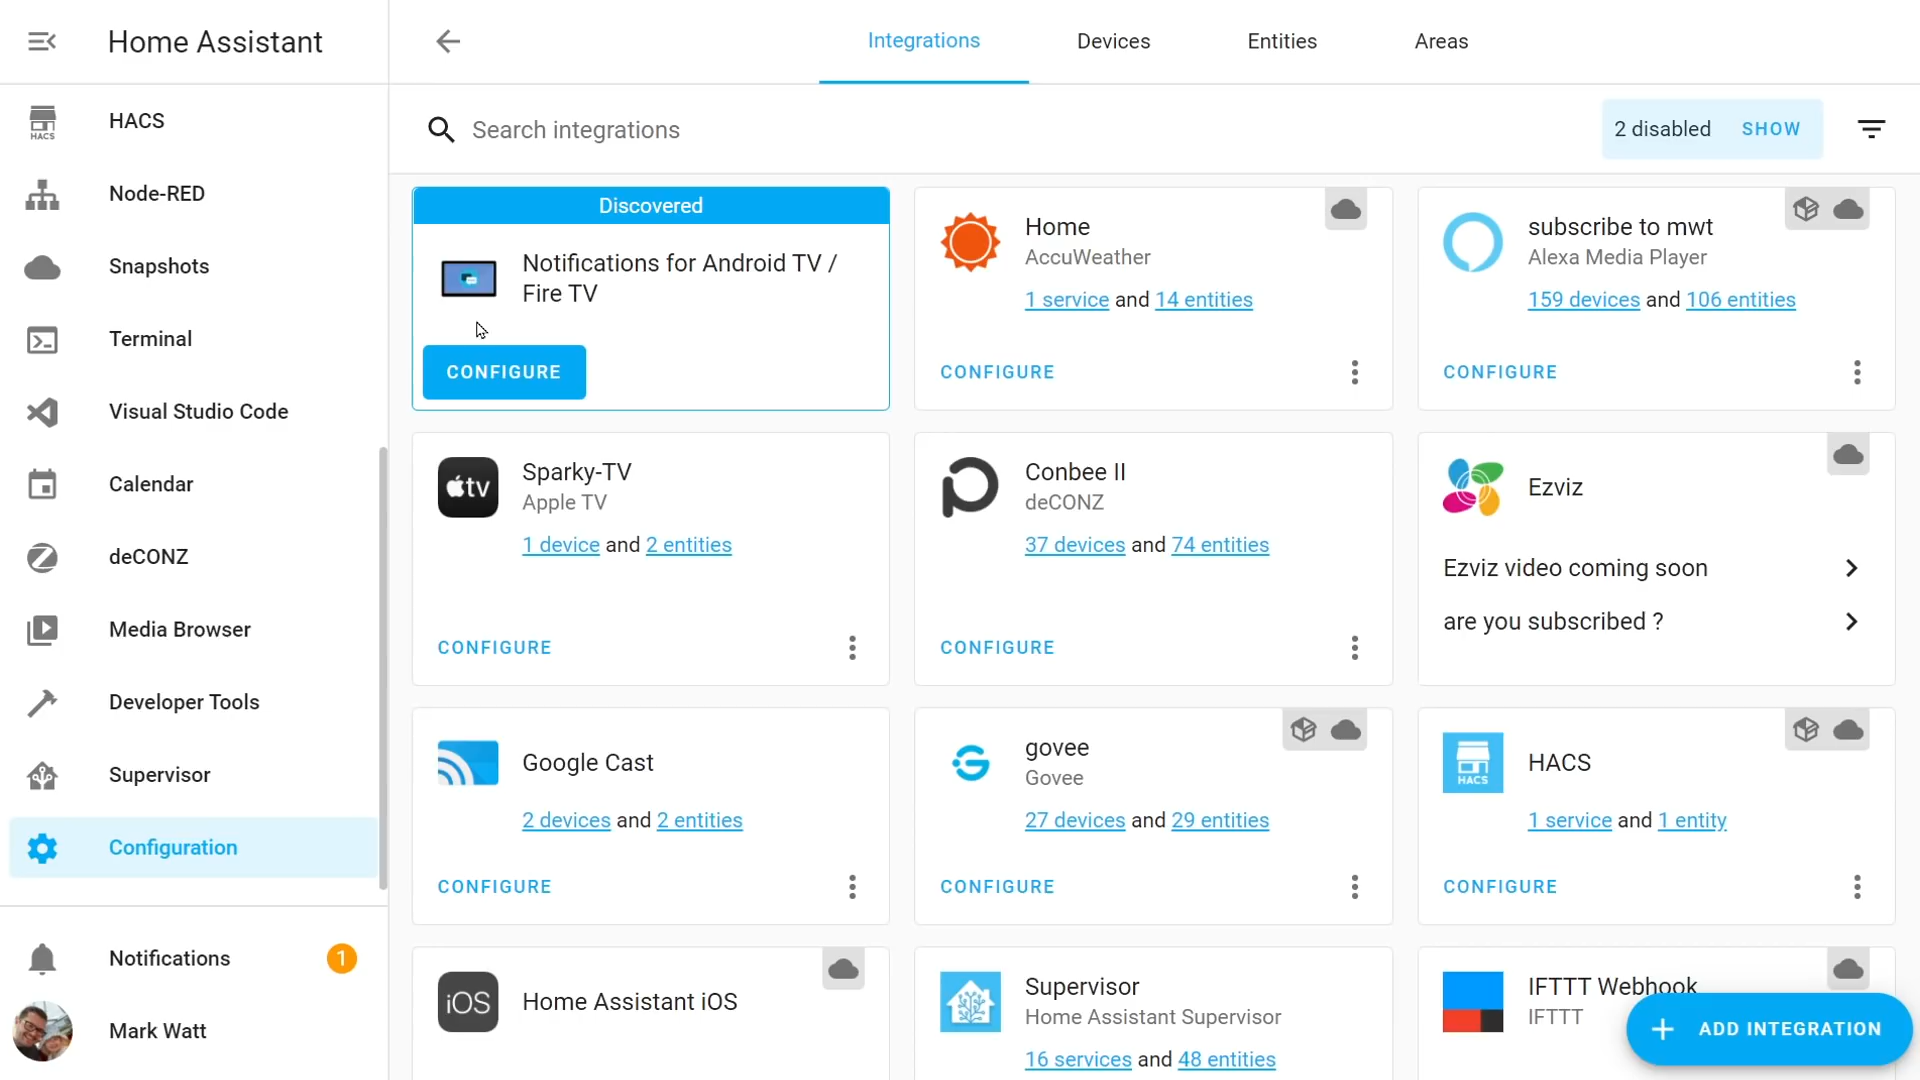 Home Assistant
Integrations
Devices
Entities
Areas
Search integrations
2 disabled
SHOW
HACS
HACS
Node-RED
Snapshots
Terminal
Visual Studio Code
Calendar
deCONZ
Media Browser
Developer Tools
Supervisor
Configuration
Notifications
1
Mark Watt
Discovered
Notifications for Android TV /
Fire TV
CONFIGURE
Home
AccuWeather
1 service and 14 entities
CONFIGURE
subscribe to mwt
Alexa Media Player
159 devices and 106 entities
CONFIGURE
tv
Sparky-TV
Apple TV
1 device and 2 entities
CONFIGURE
Conbee II
deCONZ
37 devices and 74 entities
CONFIGURE
Ezviz
Ezviz video coming soon
are you subscribed ?
Google Cast
2 devices and 2 entities
CONFIGURE
govee
Govee
27 devices and 29 entities
CONFIGURE
HACS
HACS
1 service and 1 entity
CONFIGURE
iOS
Home Assistant iOS
Supervisor
Home Assistant Supervisor
16 services and 48 entities
IFTTT Webhook
IFTTT
ADD INTEGRATION